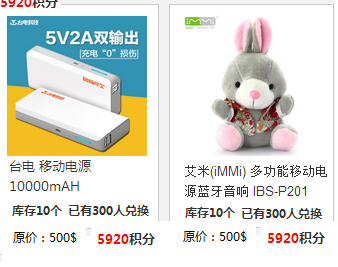 5920积分
台电科技
5V2A双输出
充电“0”损伤
台电 移动电源
10000mAH
库存10个 已有300人兑换
原价：500$ 5920积分
iMMi
艾米(iMMi) 多功能移动电
源蓝牙音响 IBS-P201
库存10个 已有300人兑换
原价：500$ 5920积分